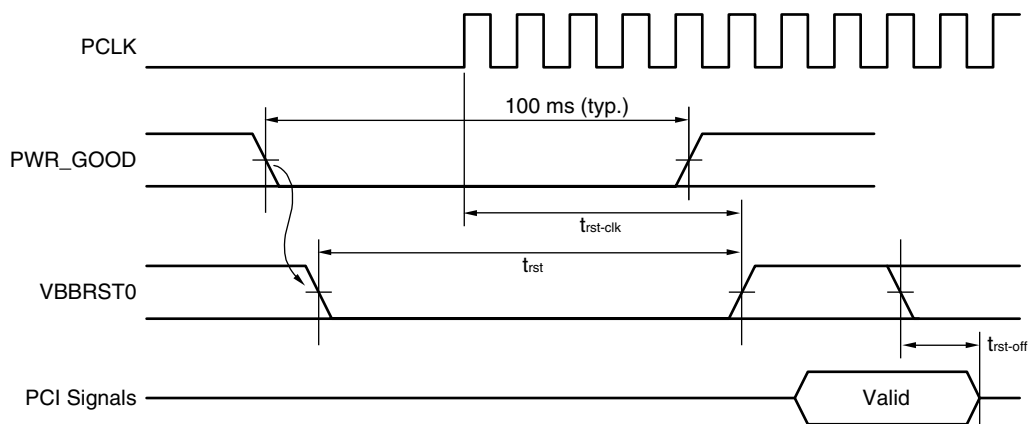 PCLK
100 ms (typ.)
PWR_GOOD
trst-clk
trst
VBBRST0
trst-off
PCI Signals
Valid